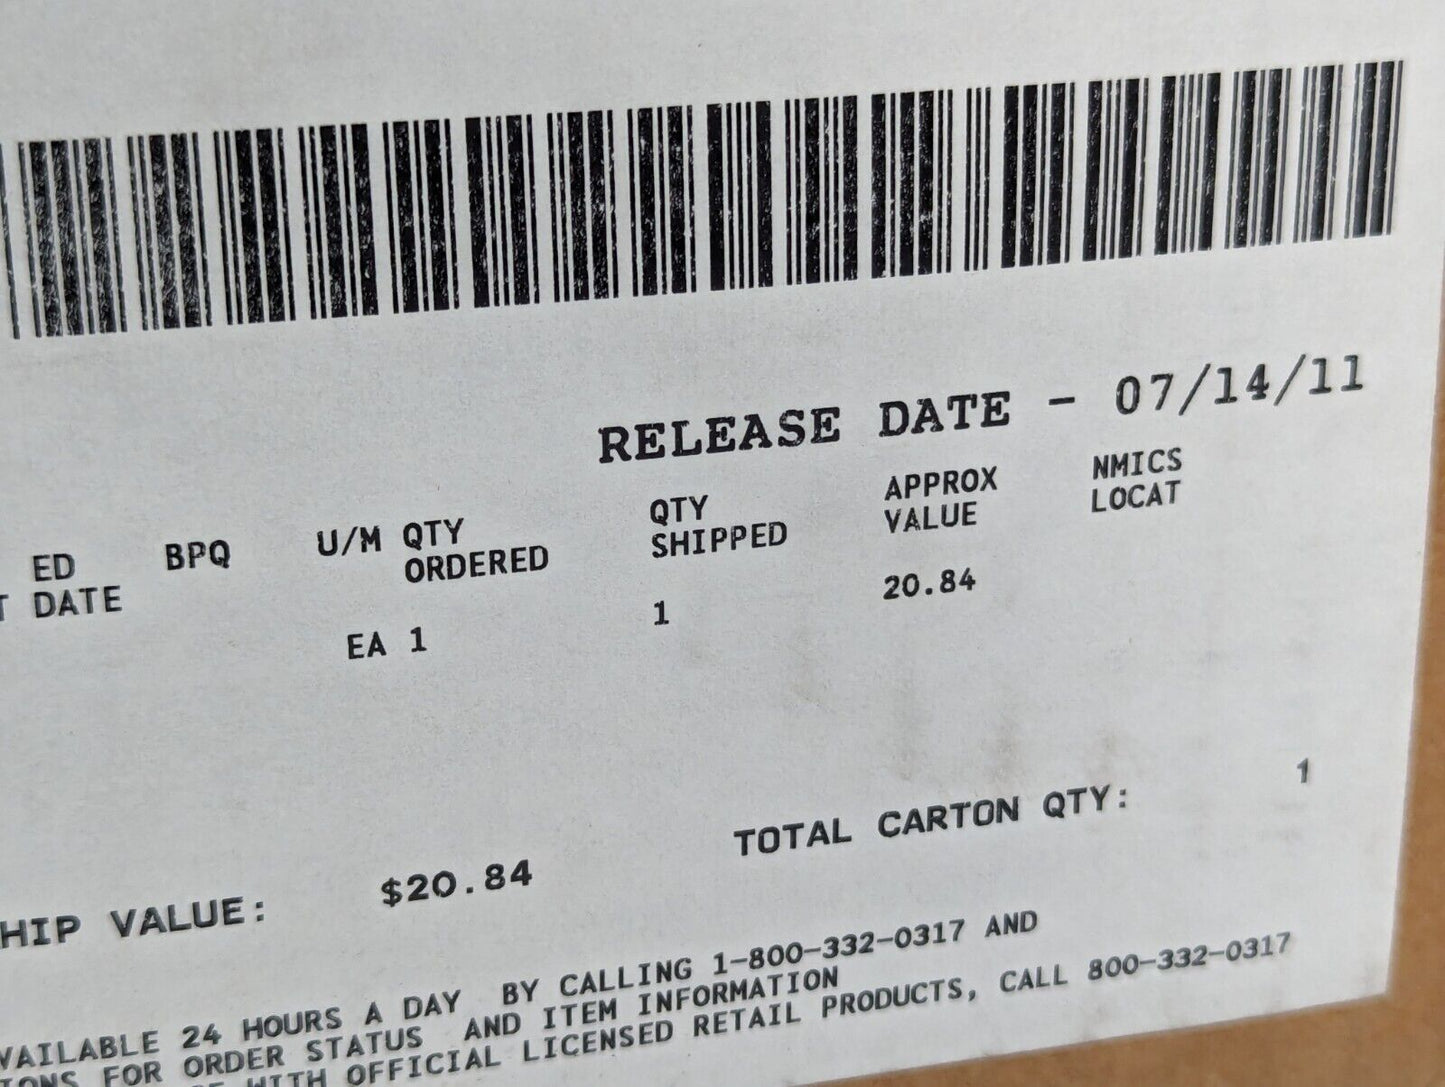 RELEASE DATE - 07/14/11
ED BPQ U/M QTY QTY APPROX NMICS
DATE ORDERED SHIPPED VALUE LOCAT
EA 1 1 20.84
TOTAL CARTON QTY: 1
HIP VALUE: $20.84
VAILABLE 24 HOURS A DAY BY CALLING 1-800-332-0317 AND
IONS FOR ORDER STATUS AND ITEM INFORMATION
WITH OFFICIAL LICENSED RETAIL PRODUCTS, CALL 800-332-0317